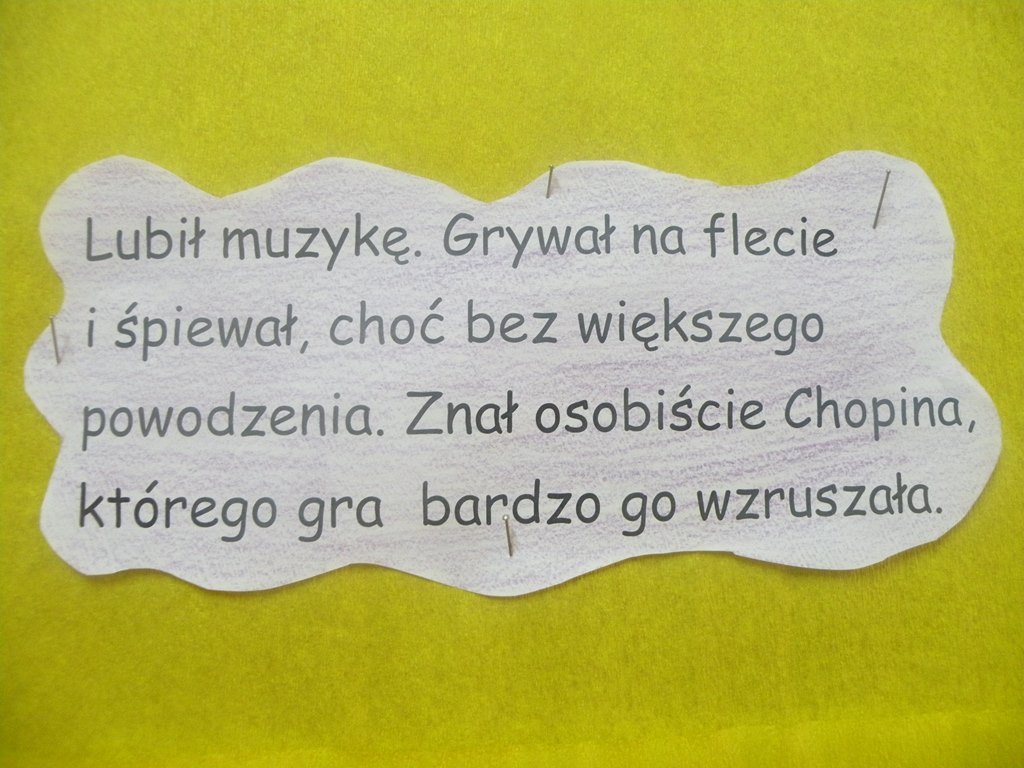 Lubił muzykę. Grywał na flecie
i śpiewał, choć bez większego
powodzenia. Znał osobiście Chopina,
którego gra bardzo go wzruszała.